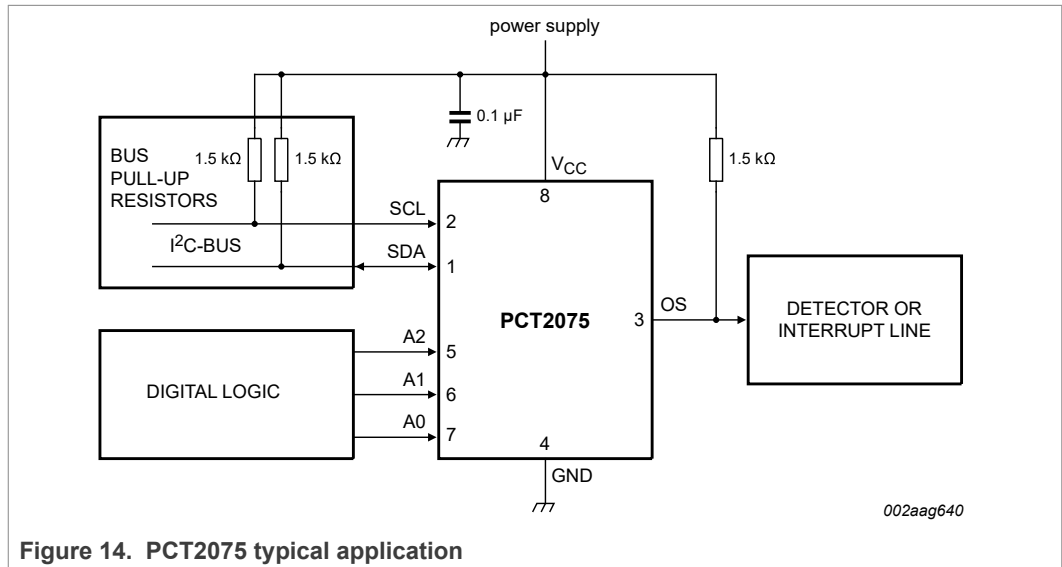 power supply
0.1 µF
BUS
PULL-UP
RESISTORS
1.5 kΩ
1.5 kΩ
1.5 kΩ
VCC
8
SCL
2
I2C-BUS
SDA
1
PCT2075
3
OS
DETECTOR OR
INTERRUPT LINE
DIGITAL LOGIC
A2
5
A1
6
A0
7
4
GND
002aag640
Figure 14. PCT2075 typical application